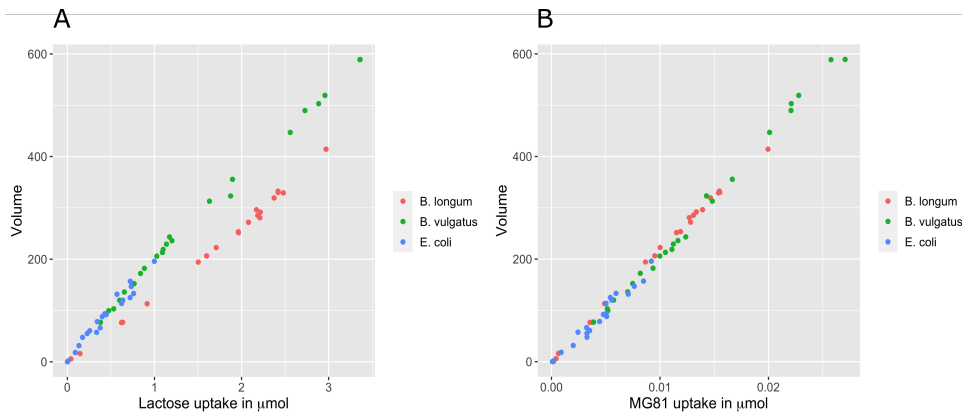 A
Volume
600
400
200
0
0
1
2
3
Lactose uptake in μmol
B. longum
B. vulgatus
E. coli
B
Volume
600
400
200
0
0.00
0.01
0.02
MG81 uptake in μmol
B. longum
B. vulgatus
E. coli